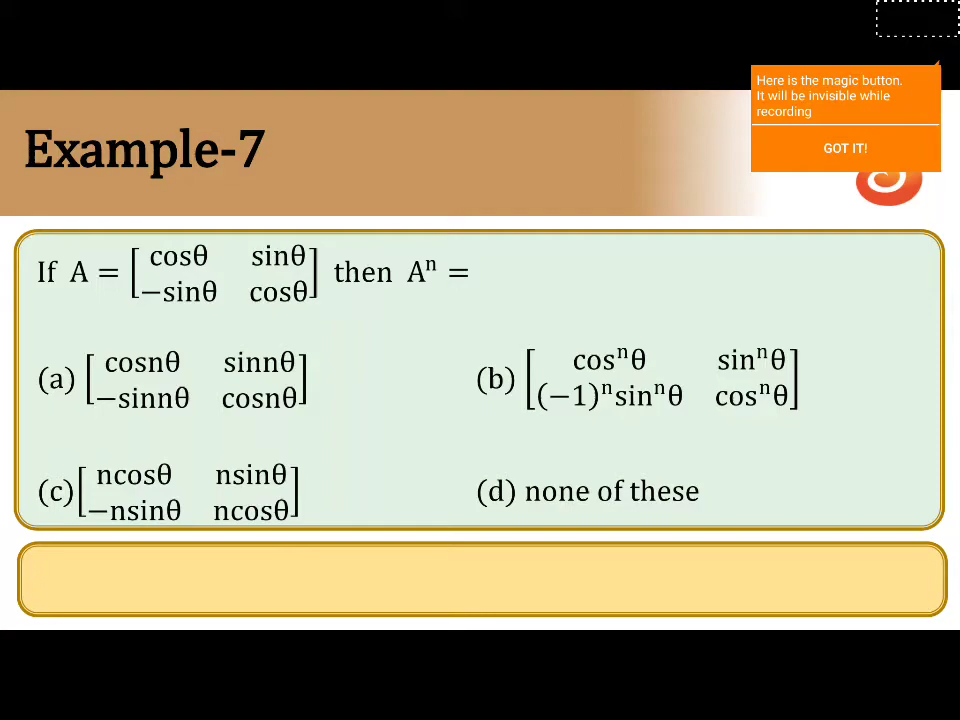 Here is the magic button.
It will be invisible while
recording
GOT IT!
Example-7
If A = [cosθ sinθ
−sinθ cosθ] then Aⁿ =
(a) [cosnθ sinnθ
−sinnθ cosnθ]
(b) [cosⁿθ sinⁿθ
(−1)ⁿsinⁿθ cosⁿθ]
(c) [ncosθ nsinθ
−nsinθ ncosθ]
(d) none of these